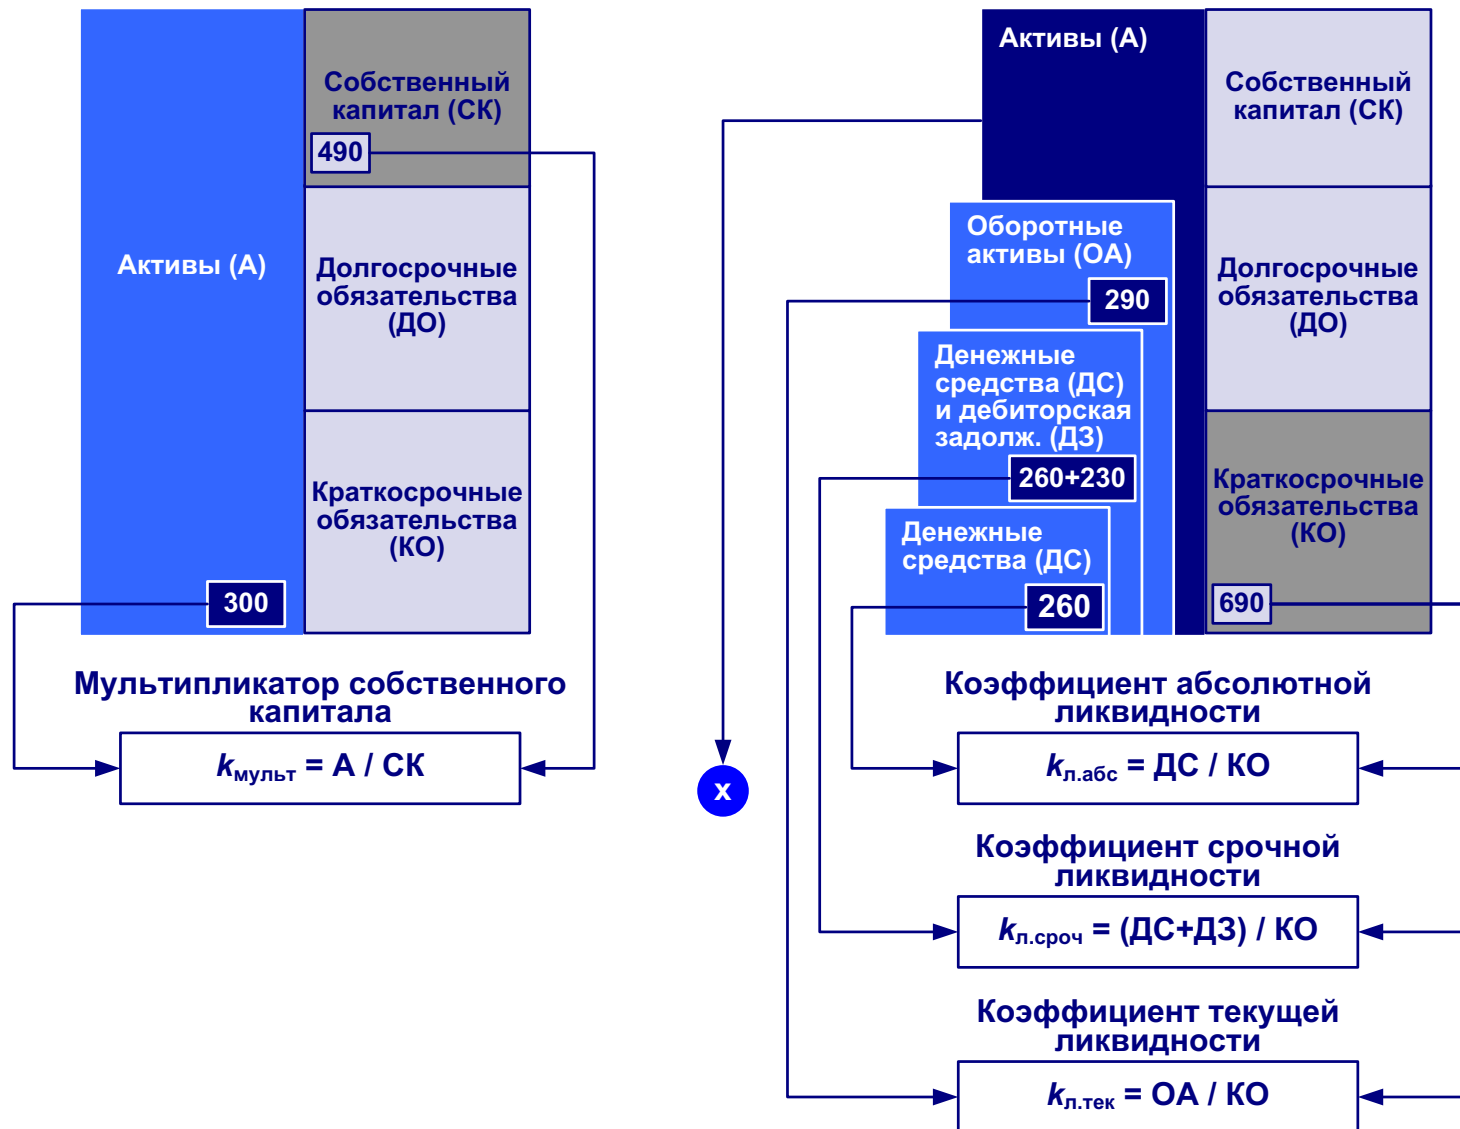 Активы (А)
Собственный
капитал (СК)
490
Долгосрочные
обязательства
(ДО)
Краткосрочные
обязательства
(КО)
300
Мультипликатор собственного
капитала
kмульт = А / СК
Активы (А)
Собственный
капитал (СК)
Оборотные
активы (ОА)
290
Долгосрочные
обязательства
(ДО)
Денежные
средства (ДС)
и дебиторская
задолж. (ДЗ)
260+230
Краткосрочные
обязательства
(КО)
Денежные
средства (ДС)
260
690
х
Коэффициент абсолютной
ликвидности
kл.абс = ДС / КО
Коэффициент срочной
ликвидности
kл.сроч = (ДС+ДЗ) / КО
Коэффициент текущей
ликвидности
kл.тек = ОА / КО